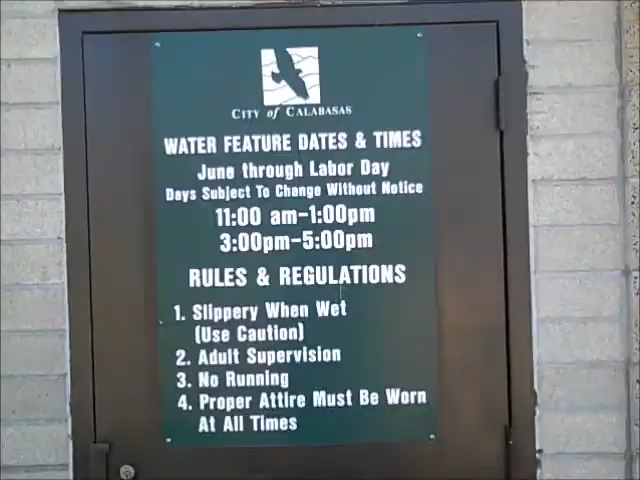 City of Calabasas
WATER FEATURE DATES & TIMES
June through Labor Day
Days Subject To Change Without Notice
11:00 am-1:00pm
3:00pm-5:00pm
RULES & REGULATIONS
1. Slippery When Wet
(Use Caution)
2. Adult Supervision
3. No Running
4. Proper Attire Must Be Worn
At All Times